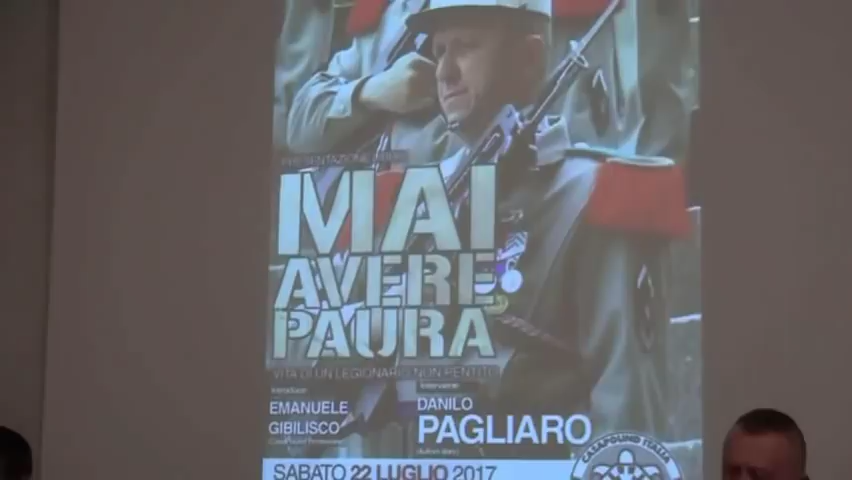 PRESENTAZIONE LIBRO
MAI
AVERE
PAURA
VITA DI UN LEGIONARIO NON PENTITO
Introduce
EMANUELE
GIBILISCO
Interviene
DANILO
PAGLIARO
SABATO 22 LUGLIO 2017
CASAPOUND ITALIA